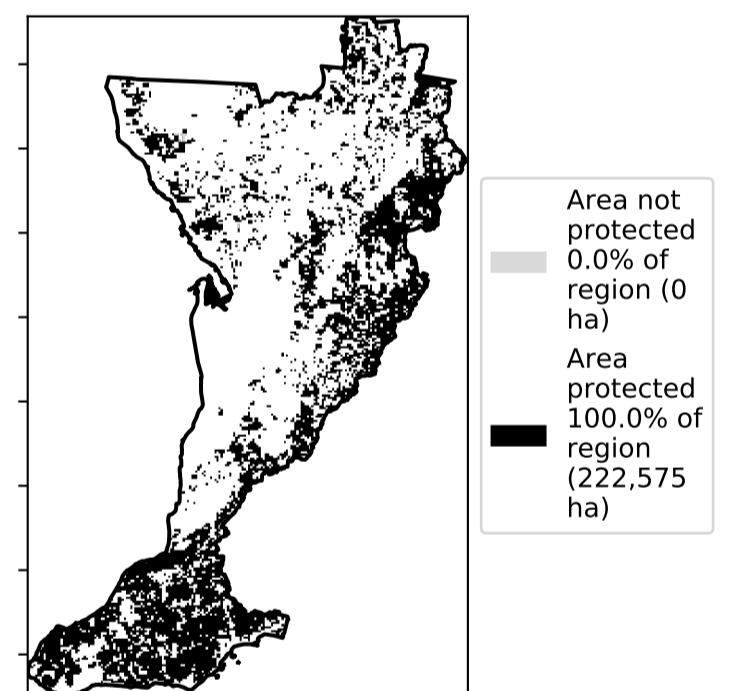 Area not
protected
0.0% of
region (0
ha)
Area
protected
100.0% of
region
(222,575
ha)